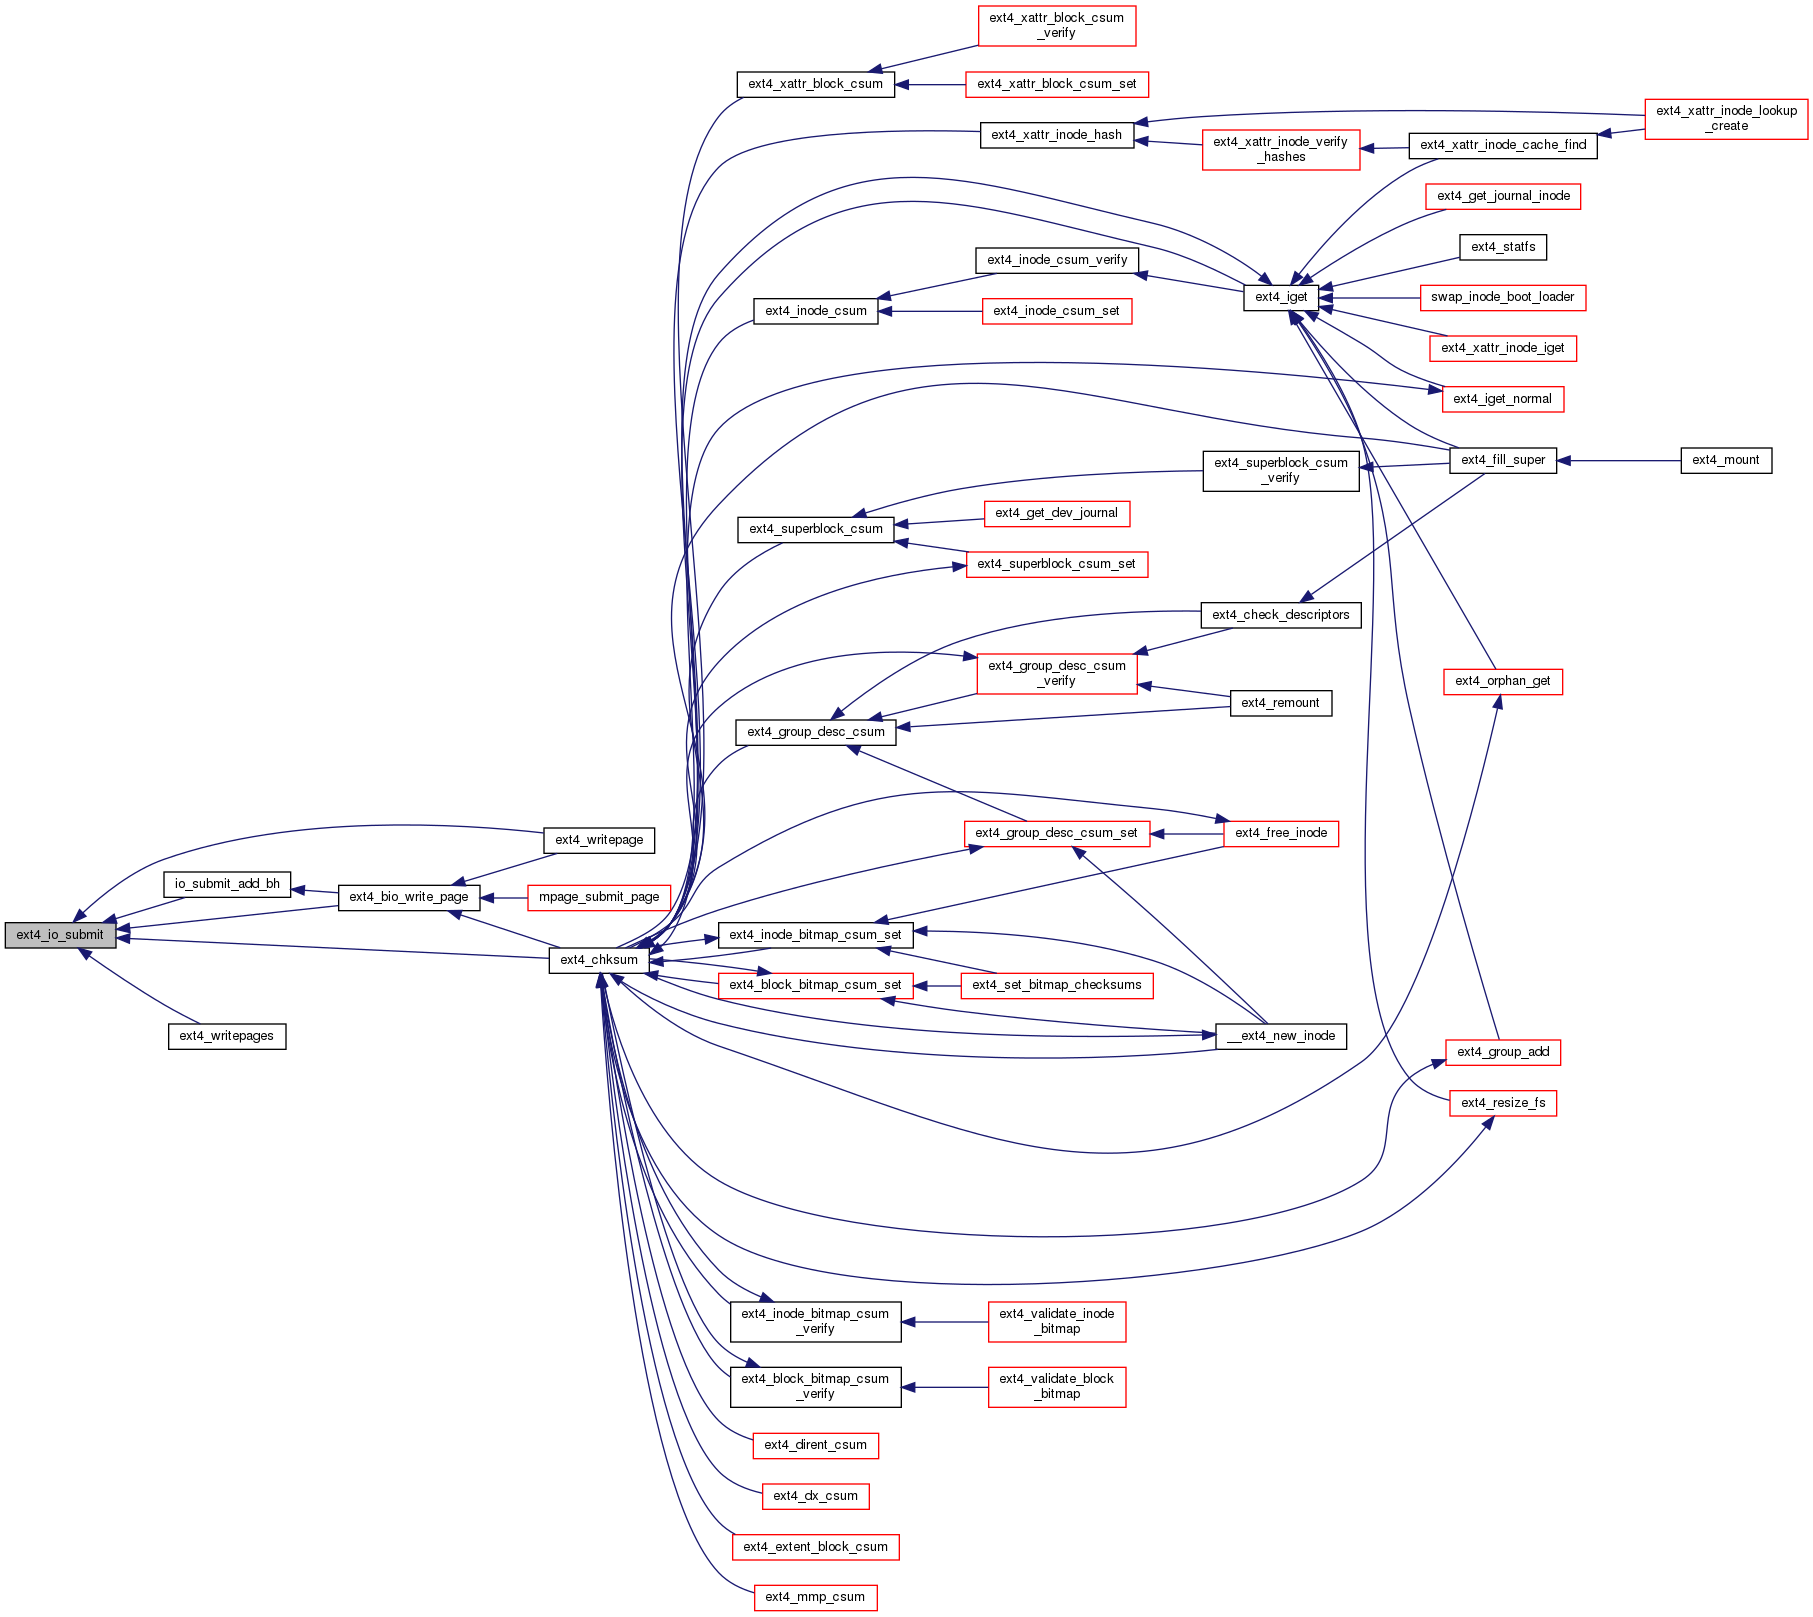 ext4_xattr_block_csum
_verify
ext4_xattr_block_csum
ext4_xattr_block_csum_set
ext4_xattr_inode_lookup
_create
ext4_xattr_inode_hash
ext4_xattr_inode_verify
_hashes
ext4_xattr_inode_cache_find
ext4_get_journal_inode
ext4_statfs
ext4_inode_csum_verify
ext4_iget
swap_inode_boot_loader
ext4_inode_csum
ext4_inode_csum_set
ext4_xattr_inode_iget
ext4_iget_normal
ext4_superblock_csum
_verify
ext4_fill_super
ext4_mount
ext4_get_dev_journal
ext4_superblock_csum
ext4_superblock_csum_set
ext4_check_descriptors
ext4_group_desc_csum
_verify
ext4_orphan_get
ext4_remount
ext4_group_desc_csum
ext4_group_desc_csum_set
ext4_free_inode
ext4_writepage
io_submit_add_bh
ext4_bio_write_page
mpage_submit_page
ext4_io_submit
ext4_inode_bitmap_csum_set
ext4_chksum
ext4_block_bitmap_csum_set
ext4_set_bitmap_checksums
ext4_writepages
__ext4_new_inode
ext4_group_add
ext4_resize_fs
ext4_inode_bitmap_csum
_verify
ext4_validate_inode
_bitmap
ext4_block_bitmap_csum
_verify
ext4_validate_block
_bitmap
ext4_dirent_csum
ext4_dx_csum
ext4_extent_block_csum
ext4_mmp_csum